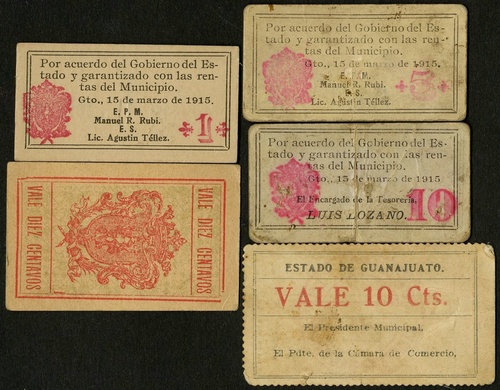 Por acuerdo del Gobierno del Es-
tado y garantizado con las ren-
tas del Municipio.
Gto., 15 de marzo de 1915.
E. P. M.
Manuel R. Rubi.
E. S.
Lic. Agustin Téllez.
1
Por acuerdo del Gobierno del Es-
tado y garantizado con las ren-
tas del Municipio.
Gto., 15 de marzo de 1915.
E. P. M.
Manuel R. Rubi.
E. S.
Lic. Agustin Téllez.
5
VALE DIEZ CENTAVOS
VALE DIEZ CENTAVOS
Por acuerdo del Gobierno del Es-
tado y garantizado con las ren-
tas del Municipio.
Gto., 15 de marzo de 1915
El Encargado de la Tesorería,
LUIS LOZANO.
10
ESTADO DE GUANAJUATO.
VALE 10 Cts.
El Presidente Municipal,
El Pdte. de la Cámara de Comercio,